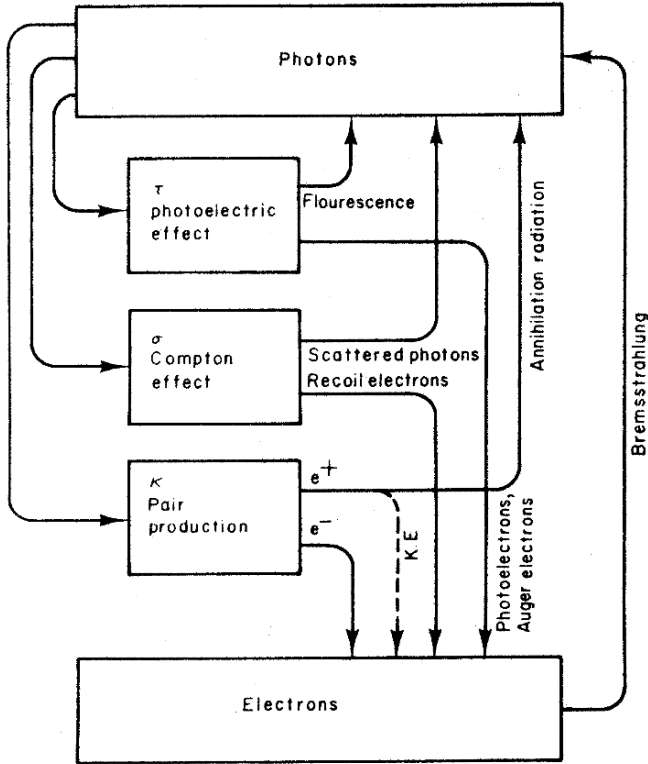 Photons
τ
photoelectric
effect
Flourescence
σ
Compton
effect
Scattered photons
Recoil electrons
κ
Pair
production
e+
e−
K.E
Photoelectrons,
Auger electrons
Annihilation radiation
Bremsstrahlung
Electrons